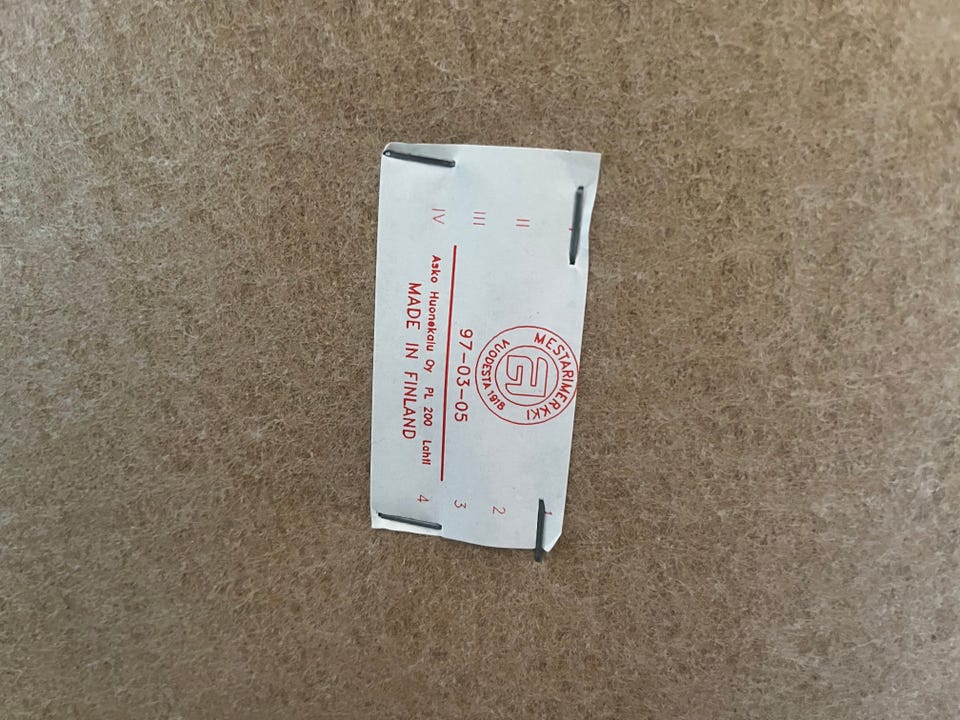 MESTARIMERKKI
VUODESTA 1918
I 1
II 2
III 97-03-05 3
IV Asko Huonekalu Oy PL 200 Lahti 4
MADE IN FINLAND